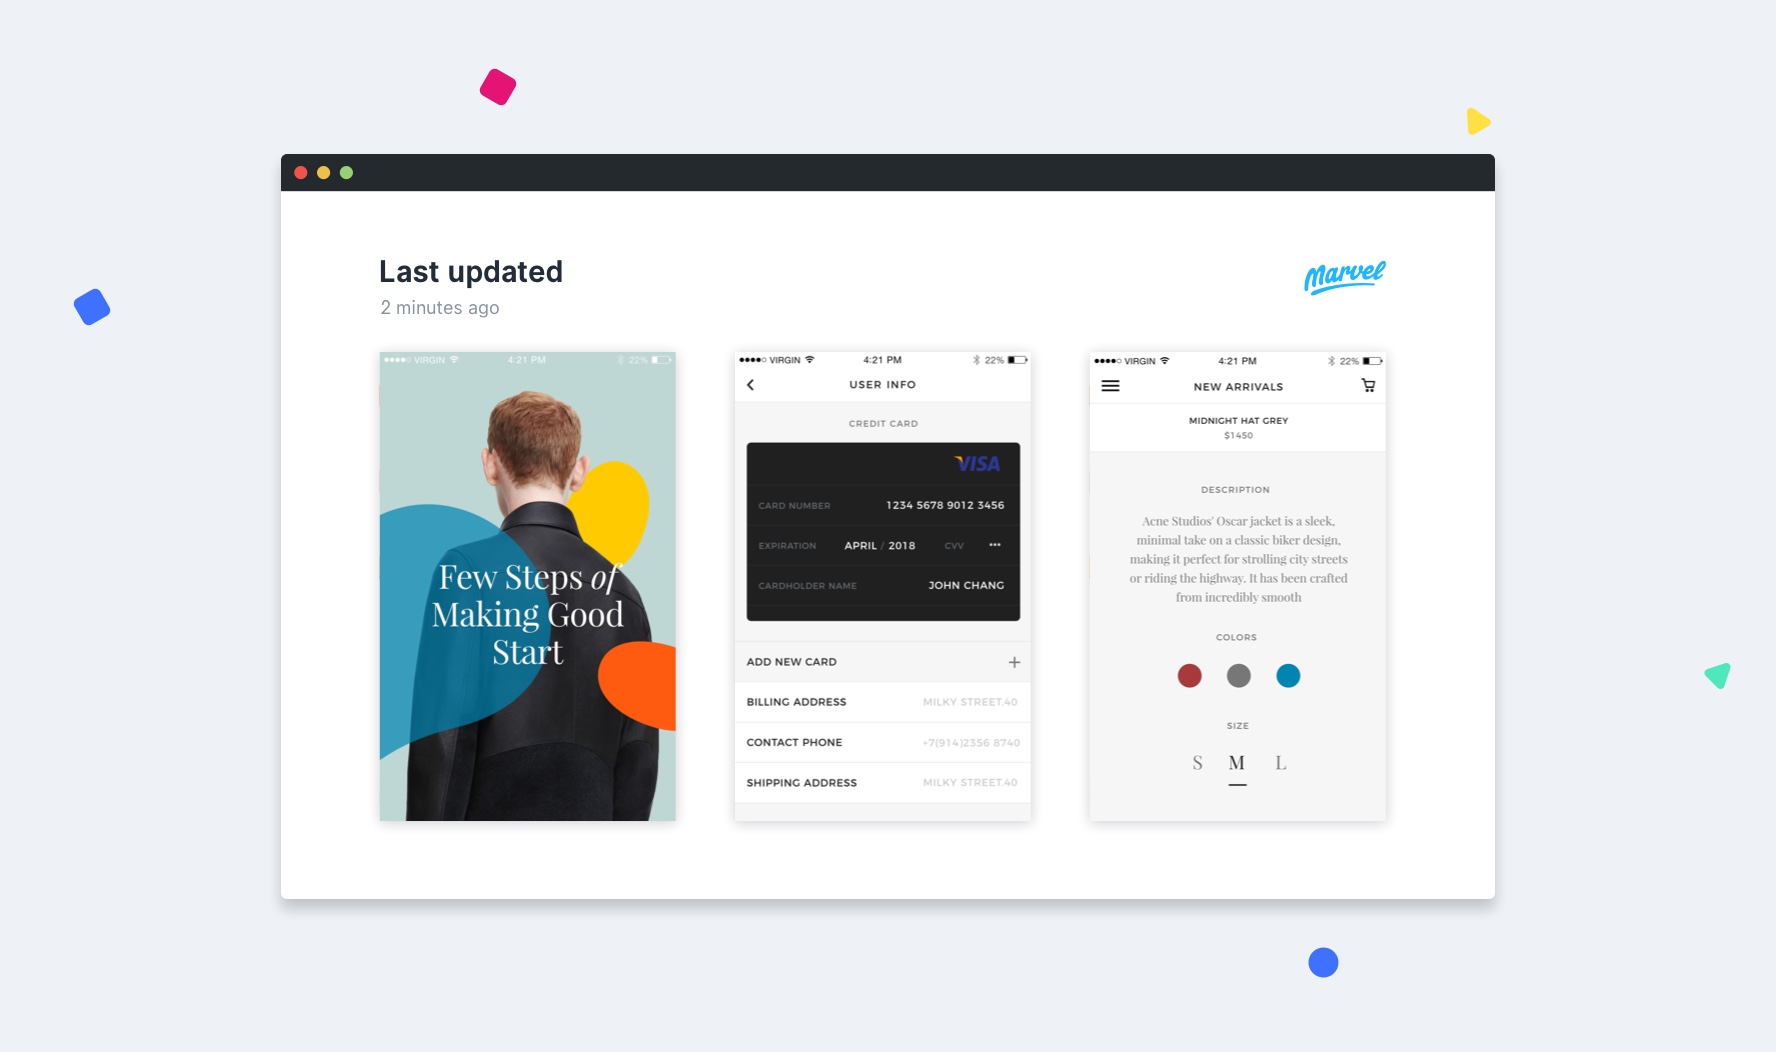 Last updated
2 minutes ago
Marvel
VIRGIN 4:21 PM 22%
Few Steps of
Making Good
Start
VIRGIN 4:21 PM 22%
USER INFO
CREDIT CARD
VISA
CARD NUMBER 1234 5678 9012 3456
EXPIRATION APRIL / 2018 CVV ***
CARDHOLDER NAME JOHN CHANG
ADD NEW CARD +
BILLING ADDRESS MILKY STREET.40
CONTACT PHONE +7(914)2356 8740
SHIPPING ADDRESS MILKY STREET.40
VIRGIN 4:21 PM 22%
NEW ARRIVALS
MIDNIGHT HAT GREY
$1450
DESCRIPTION
Acne Studios' Oscar jacket is a sleek,
minimal take on a classic biker design,
making it perfect for strolling city streets
or riding the highway. It has been crafted
from incredibly smooth
COLORS
SIZE
S M L